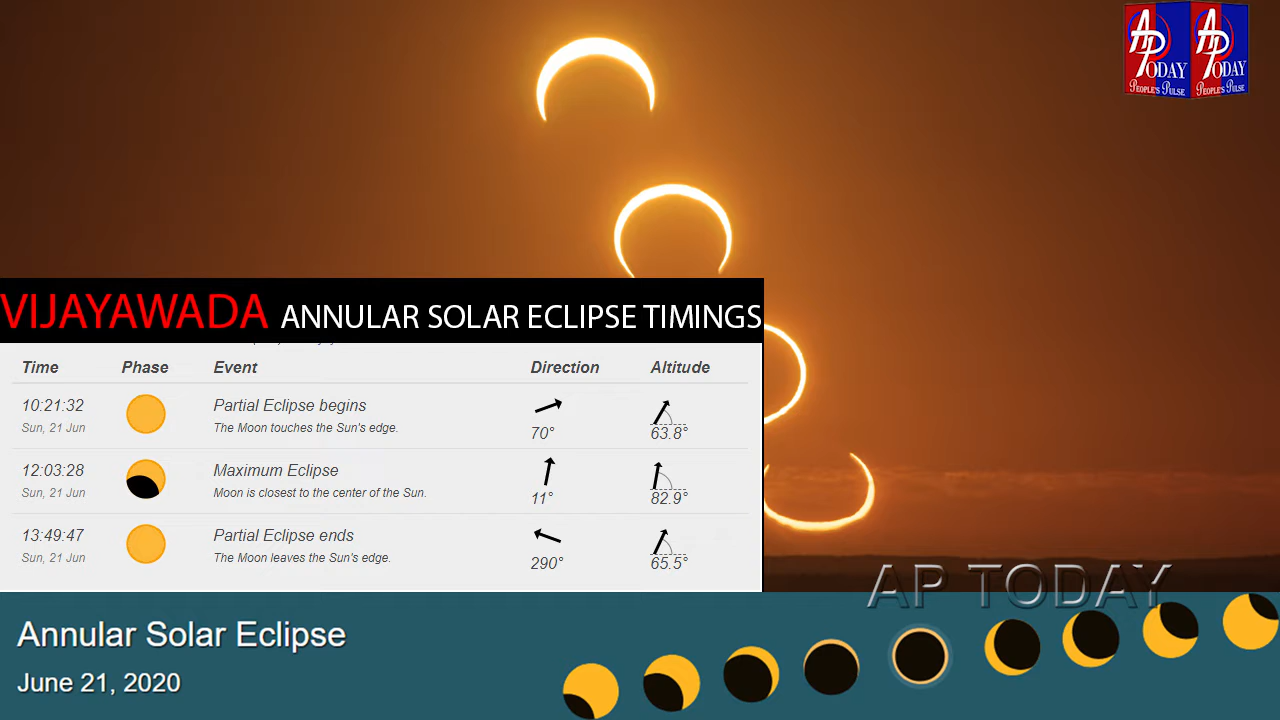 AP TODAY PEOPLE'S PULSE
AP TODAY PEOPLE'S PULSE
VIJAYAWADA ANNULAR SOLAR ECLIPSE TIMINGS
Time Phase Event Direction Altitude
10:21:32 Partial Eclipse begins
Sun, 21 Jun The Moon touches the Sun's edge. 70° 63.8°
12:03:28 Maximum Eclipse
Sun, 21 Jun Moon is closest to the center of the Sun. 11° 82.9°
13:49:47 Partial Eclipse ends
Sun, 21 Jun The Moon leaves the Sun's edge. 290° 65.5°
AP TODAY
Annular Solar Eclipse
June 21, 2020